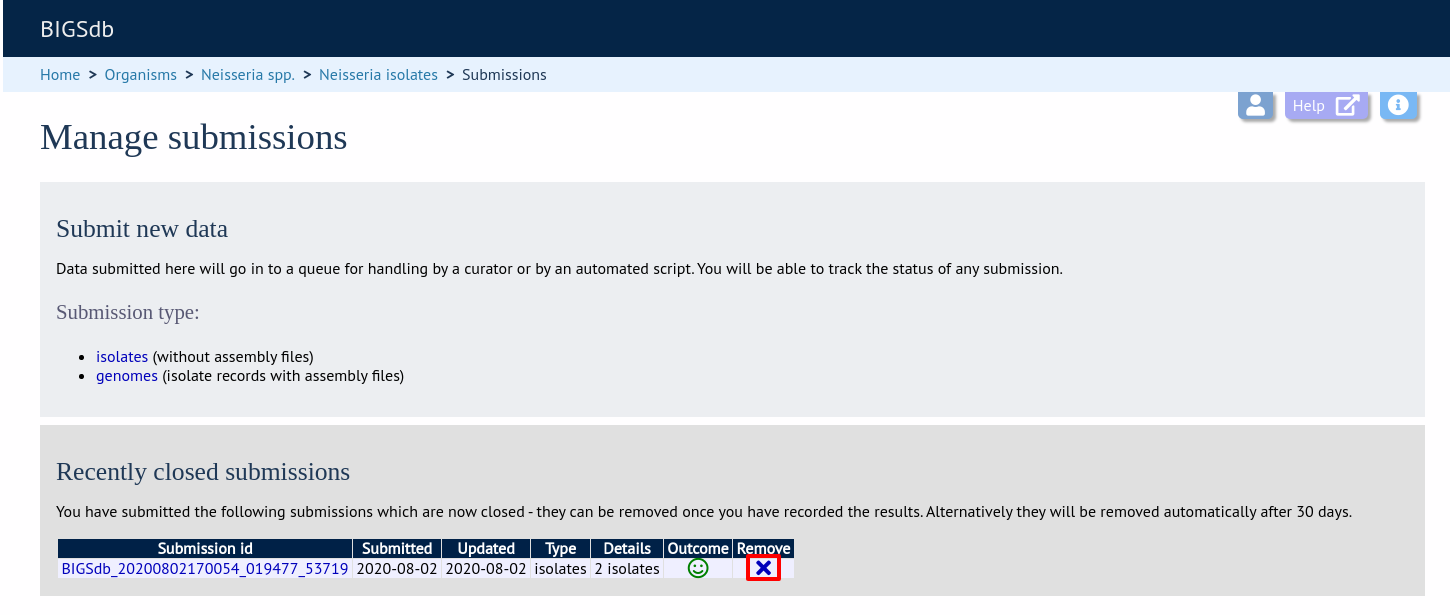 BIGSdb
Home > Organisms > Neisseria spp. > Neisseria isolates > Submissions
Help
Manage submissions
Submit new data
Data submitted here will go in to a queue for handling by a curator or by an automated script. You will be able to track the status of any submission.
Submission type:
• isolates (without assembly files)
• genomes (isolate records with assembly files)
Recently closed submissions
You have submitted the following submissions which are now closed - they can be removed once you have recorded the results. Alternatively they will be removed automatically after 30 days.
Submission id Submitted Updated Type Details Outcome Remove
BIGSdb_20200802170054_019477_53719 2020-08-02 2020-08-02 isolates 2 isolates